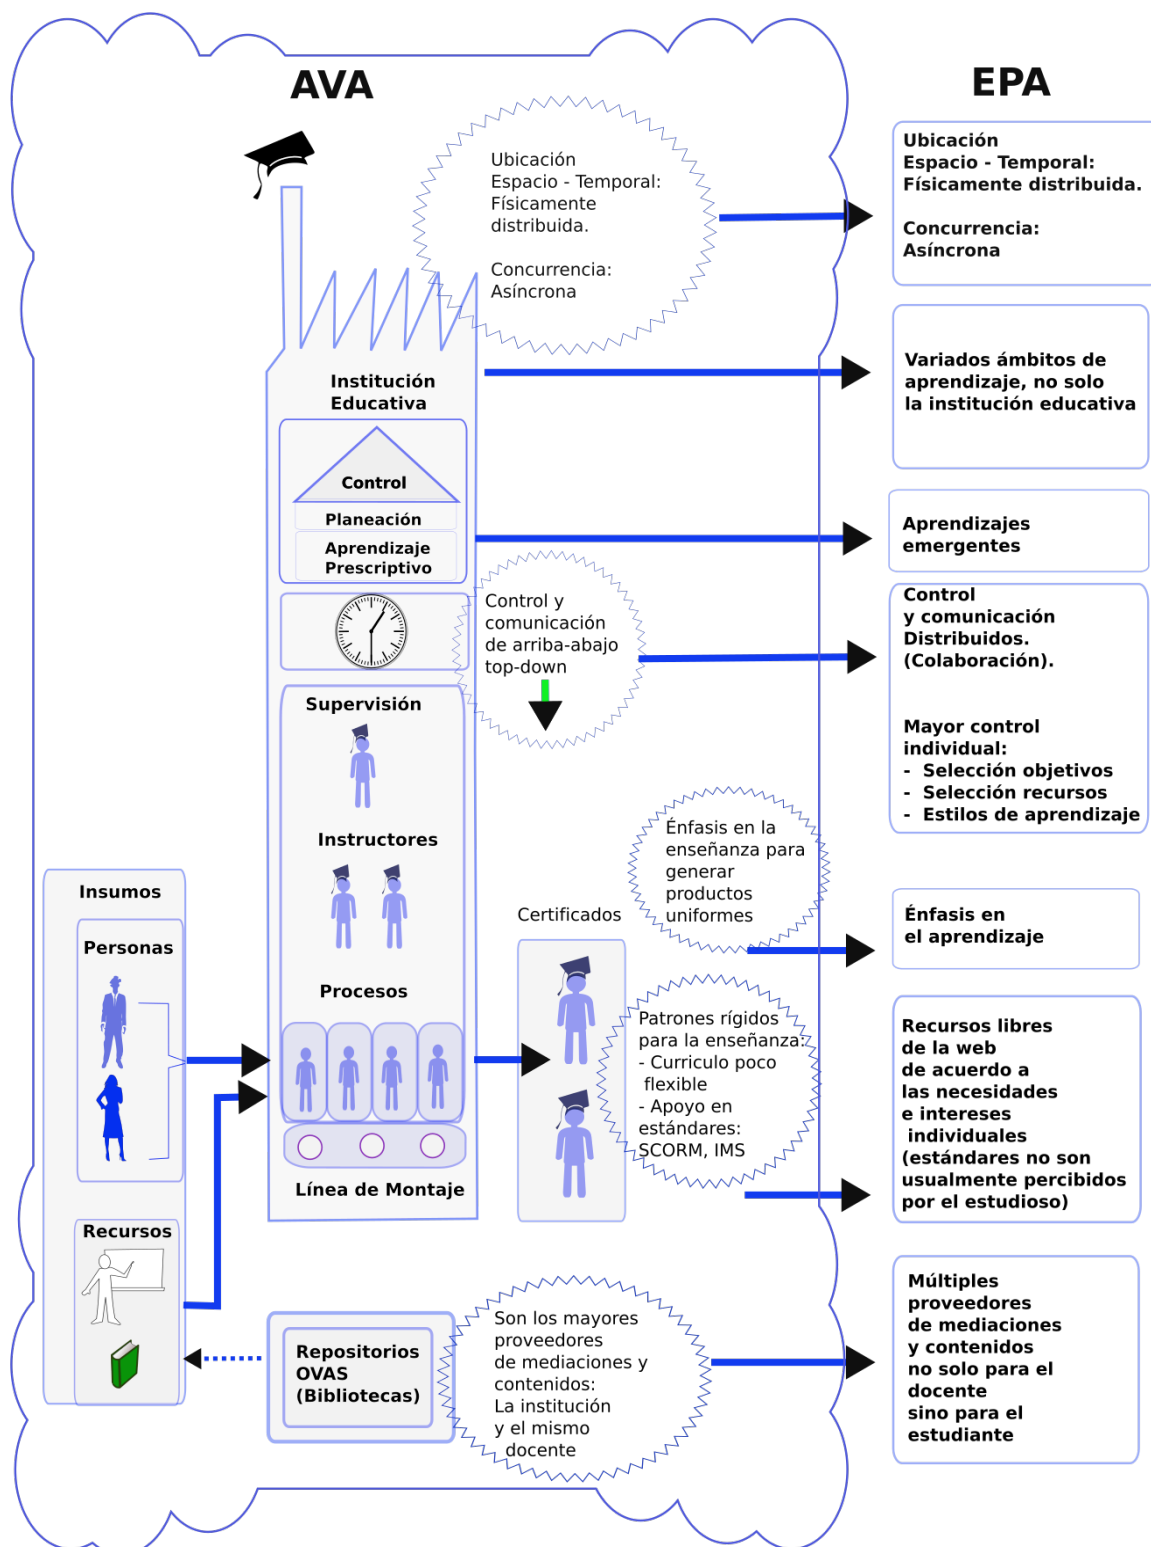 AVA
EPA
Ubicación
Espacio - Temporal:
Físicamente
distribuida.
Concurrencia:
Asíncrona
Ubicación
Espacio - Temporal:
Físicamente distribuida.
Concurrencia:
Asíncrona
Institución
Educativa
Variados ámbitos de
aprendizaje, no solo
la institución educativa
Control
Planeación
Aprendizaje
Prescriptivo
Aprendizajes
emergentes
Control y
comunicación
de arriba-abajo
top-down
Control
y comunicación
Distribuidos.
(Colaboración).
Mayor control
individual:
- Selección objetivos
- Selección recursos
- Estilos de aprendizaje
Supervisión
Instructores
Procesos
Línea de Montaje
Insumos
Personas
Recursos
Certificados
Énfasis en la
enseñanza para
generar
productos
uniformes
Énfasis en
el aprendizaje
Patrones rígidos
para la enseñanza:
- Curriculo poco
flexible
- Apoyo en
estándares:
SCORM, IMS
Recursos libres
de la web
de acuerdo a
las necesidades
e intereses
individuales
(estándares no son
usualmente percibidos
por el estudioso)
Repositorios
OVAS
(Bibliotecas)
Son los mayores
proveedores
de mediaciones y
contenidos:
La institución
y el mismo
docente
Múltiples
proveedores
de mediaciones
y contenidos
no solo para el
docente
sino para el
estudiante